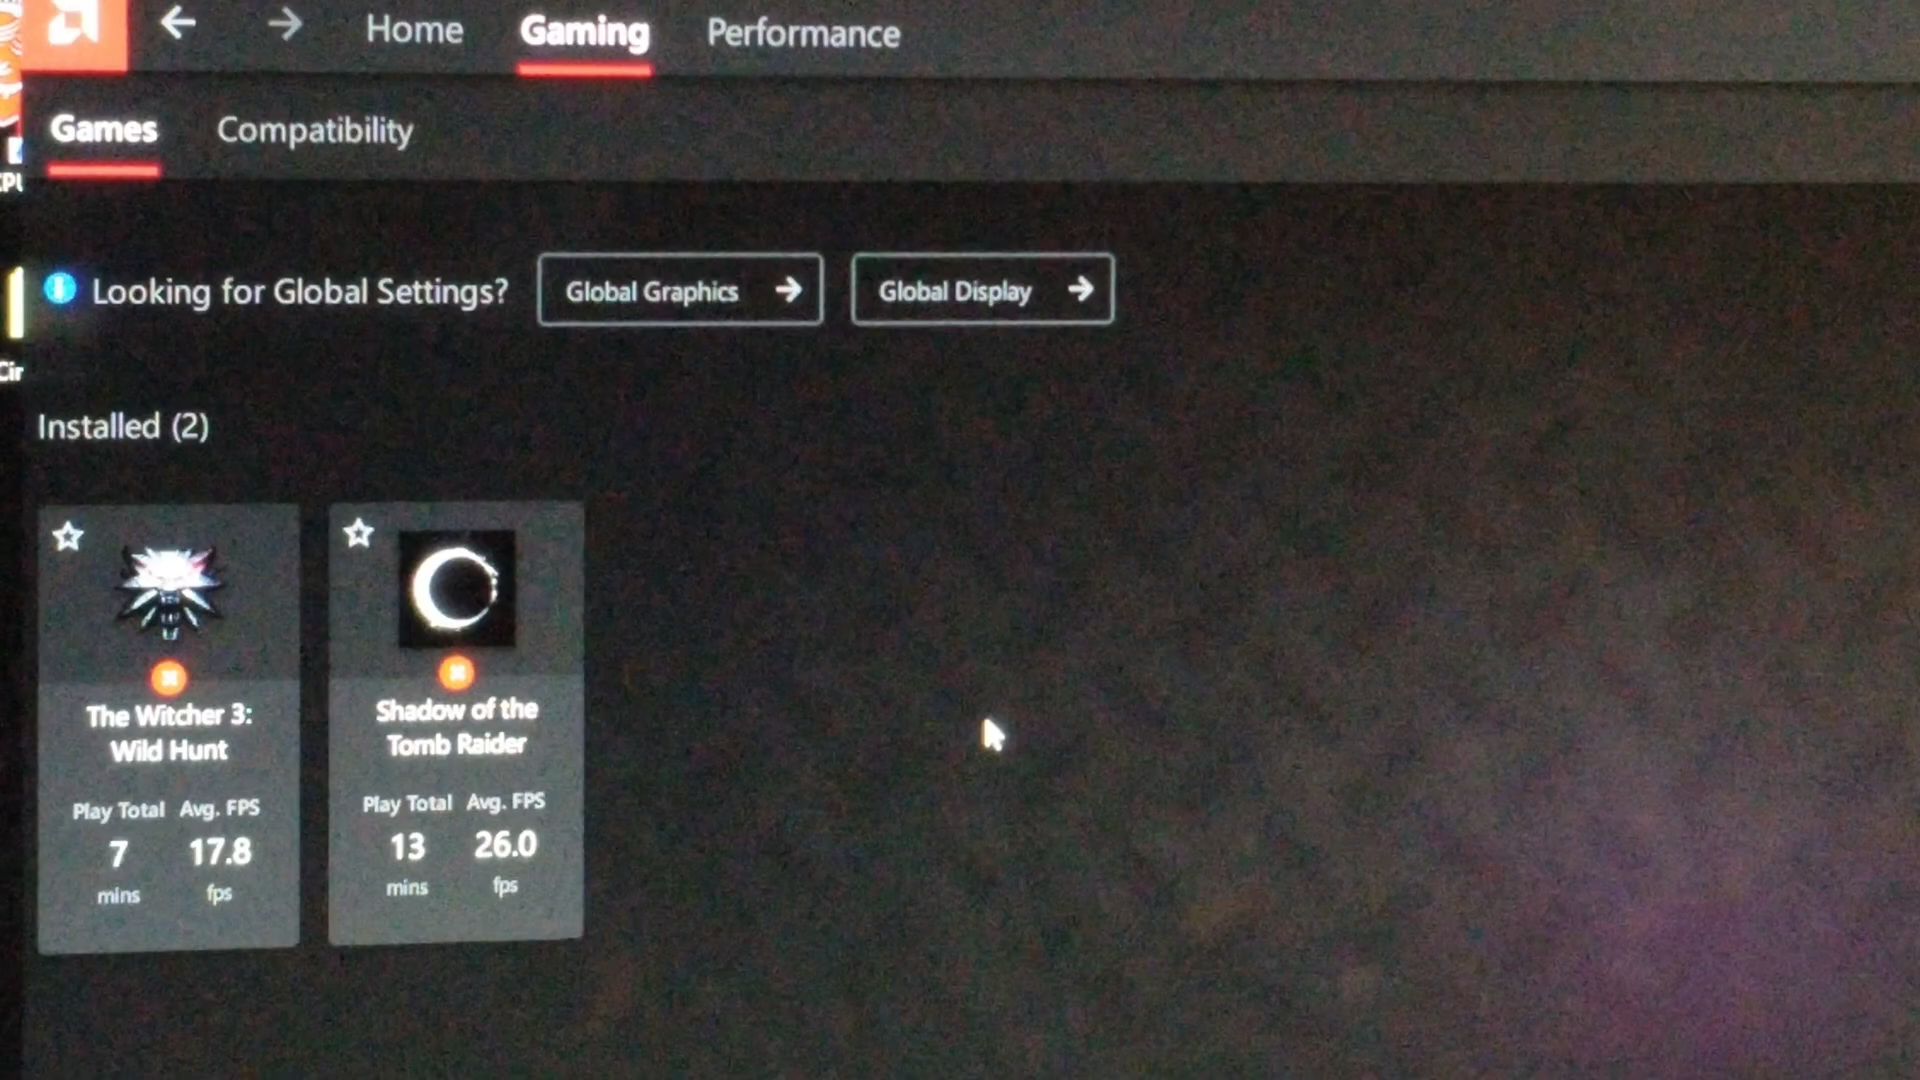 Home Gaming Performance
Games Compatibility
Looking for Global Settings? Global Graphics Global Display
Cir
Installed (2)
The Witcher 3:
Wild Hunt
Play Total Avg. FPS
7 17.8
mins fps
Shadow of the
Tomb Raider
Play Total Avg. FPS
13 26.0
mins fps